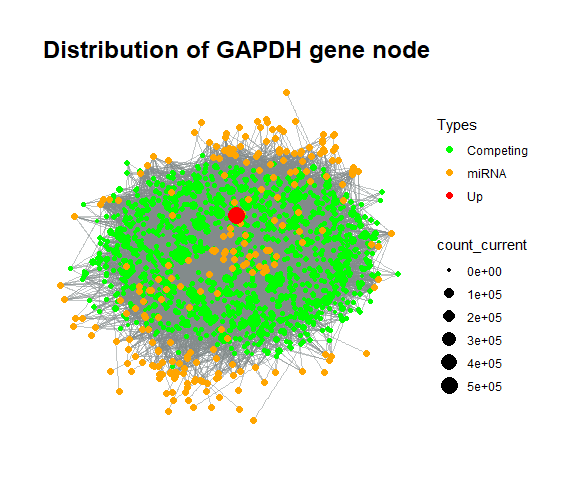 Distribution of GAPDH gene node
Types
Competing
miRNA
Up
count_current
0e+00
1e+05
2e+05
3e+05
4e+05
5e+05